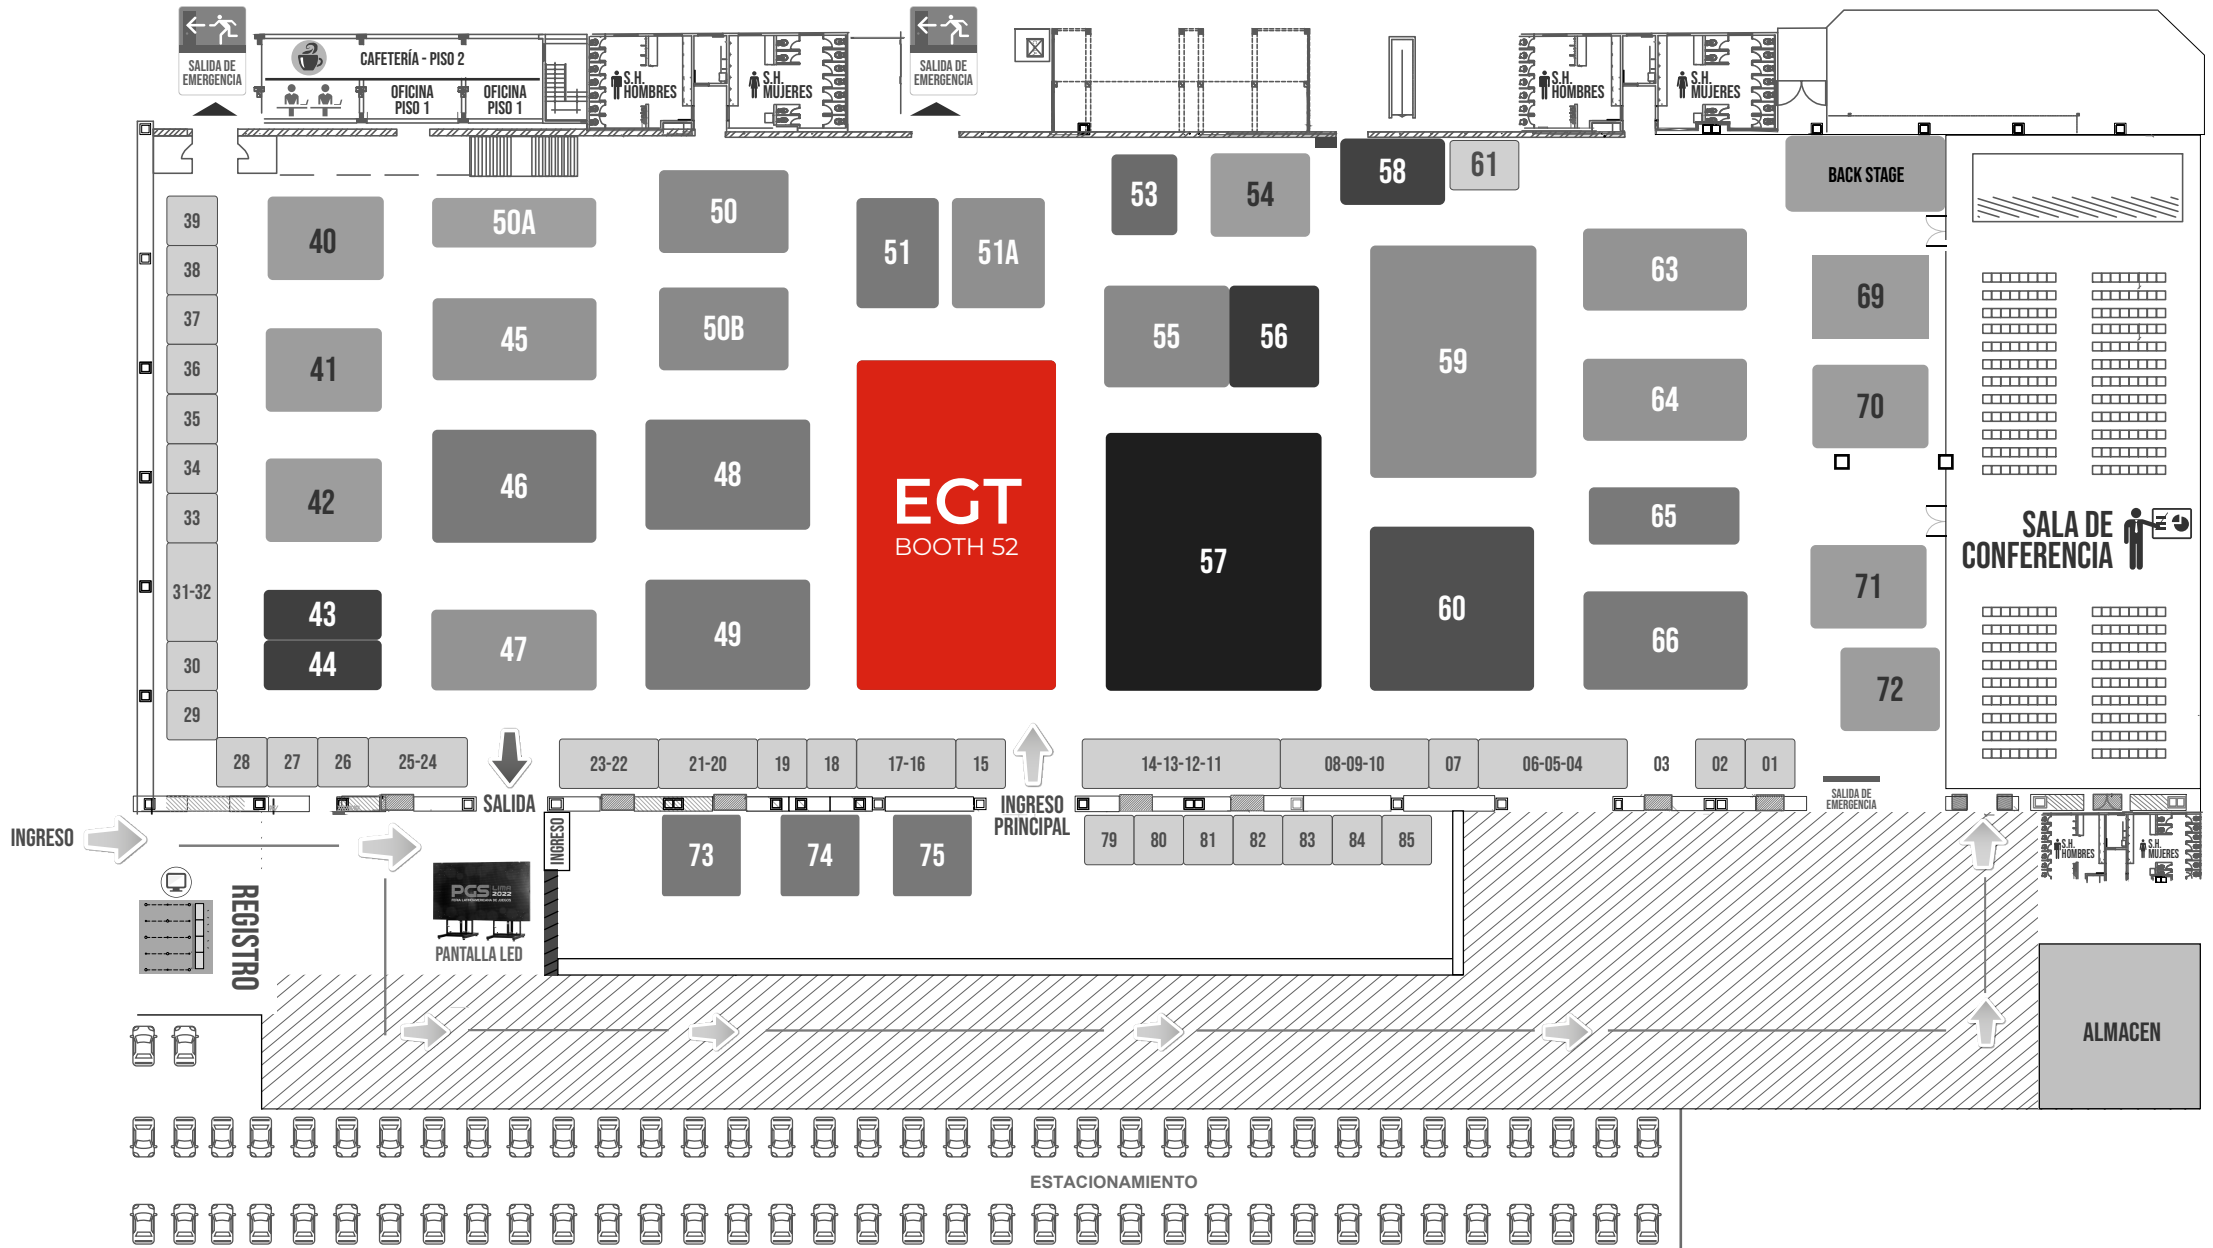 SALIDA DE
EMERGENCIA
CAFETERÍA - PISO 2
OFICINA
PISO 1
OFICINA
PISO 1
S.H.
HOMBRES
S.H.
MUJERES
SALIDA DE
EMERGENCIA
S.H.
HOMBRES
S.H.
MUJERES
BACK STAGE
53
54
58
61
39
38
37
36
35
34
33
31-32
30
29
40
41
42
43
44
50A
45
46
47
50
50B
48
49
51
51A
EGT
BOOTH 52
55
56
57
59
60
63
64
65
66
69
70
71
72
SALA DE
CONFERENCIA
28
27
26
25-24
23-22
21-20
19
18
17-16
15
14-13-12-11
08-09-10
07
06-05-04
03
02
01
SALIDA
INGRESO
PRINCIPAL
SALIDA DE
EMERGENCIA
INGRESO
INGRESO
73
74
75
79
80
81
82
83
84
85
S.H.
HOMBRES
S.H.
MUJERES
REGISTRO
PGS LIMA
2022
PANTALLA LED
ALMACEN
ESTACIONAMIENTO